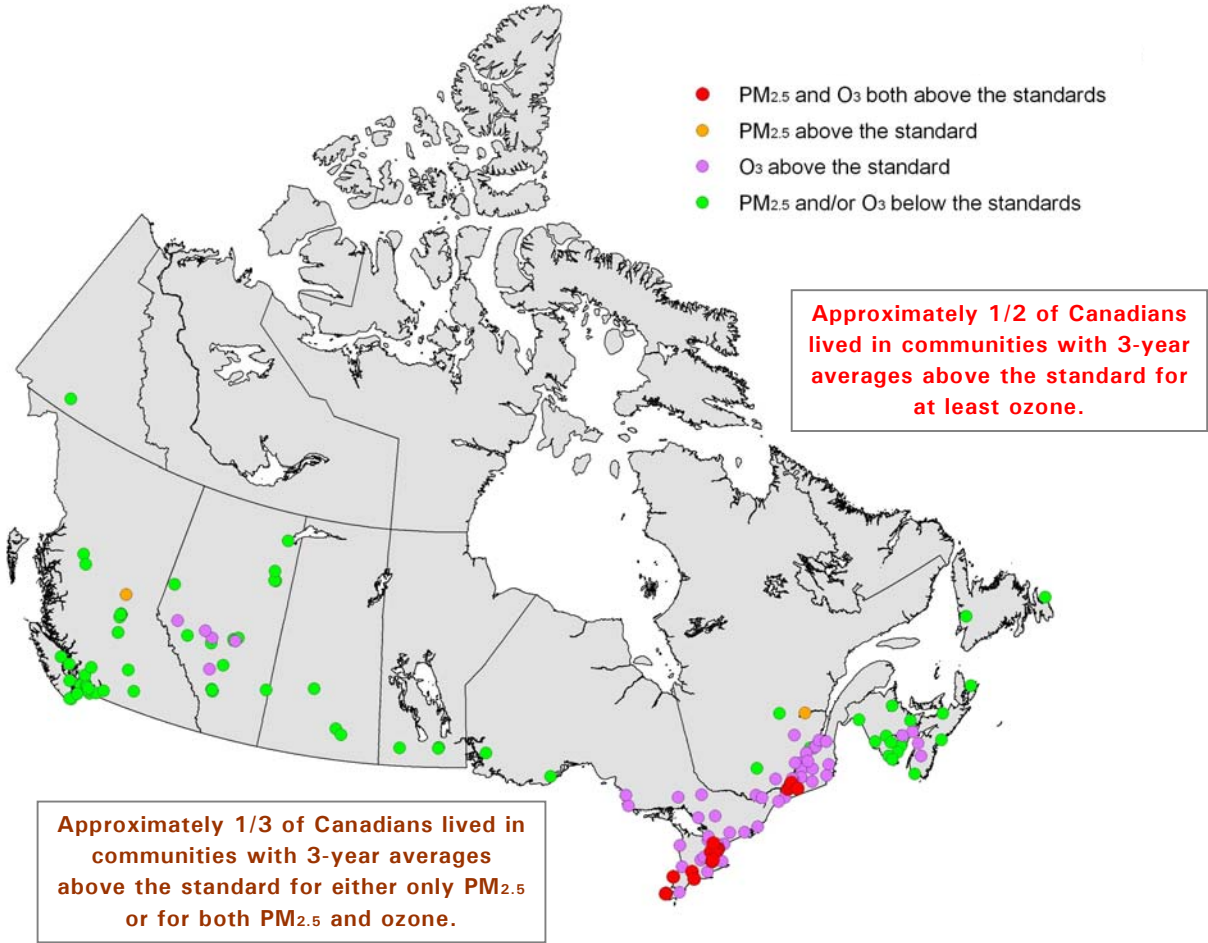 PM2.5 and O3 both above the standards
PM2.5 above the standard
O3 above the standard
PM2.5 and/or O3 below the standards
Approximately 1/2 of Canadians
lived in communities with 3-year
averages above the standard for
at least ozone.
Approximately 1/3 of Canadians lived in
communities with 3-year averages
above the standard for either only PM2.5
or for both PM2.5 and ozone.